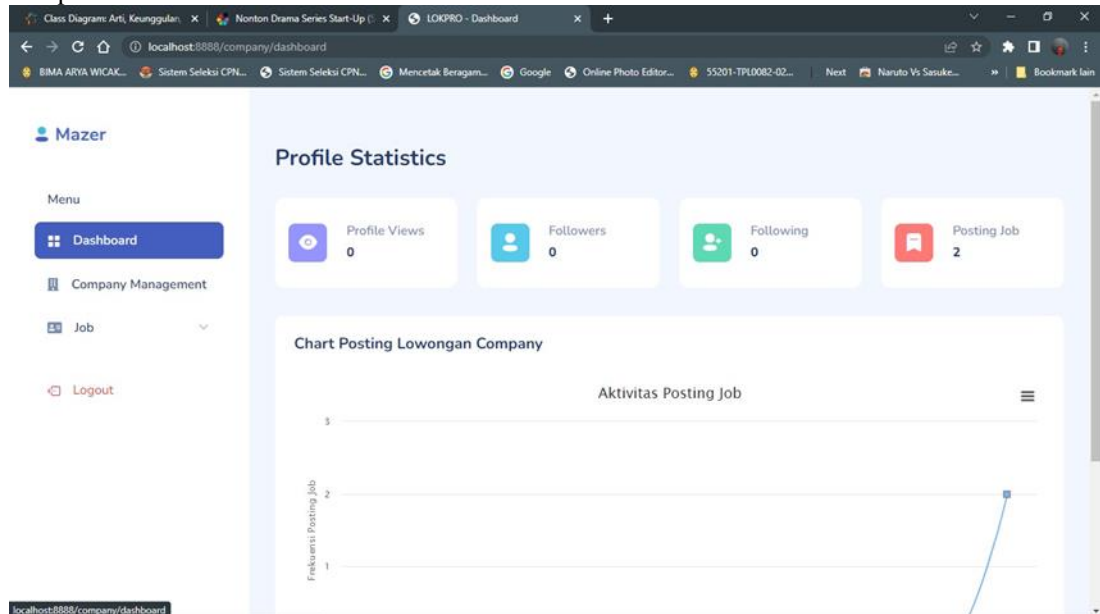 Class Diagram: Arti, Keunggulan,
Nonton Drama Series Start-Up (
LOKPRO - Dashboard
localhost:8888/company/dashboard
BIMA ARYA WICAK...
Sistem Seleksi CPN...
Sistem Seleksi CPN...
Mencetak Beragam...
Google
Online Photo Editor...
55201-TPL0082-02...
Next
Naruto Vs Sasuke...
»
Bookmark lain
Mazer
Profile Statistics
Menu
Dashboard
Company Management
Job
Logout
Profile Views
0
Followers
0
Following
0
Posting Job
2
Chart Posting Lowongan Company
Aktivitas Posting Job
3
2
1
Frekuensi Posting Job
localhost:8888/company/dashboard